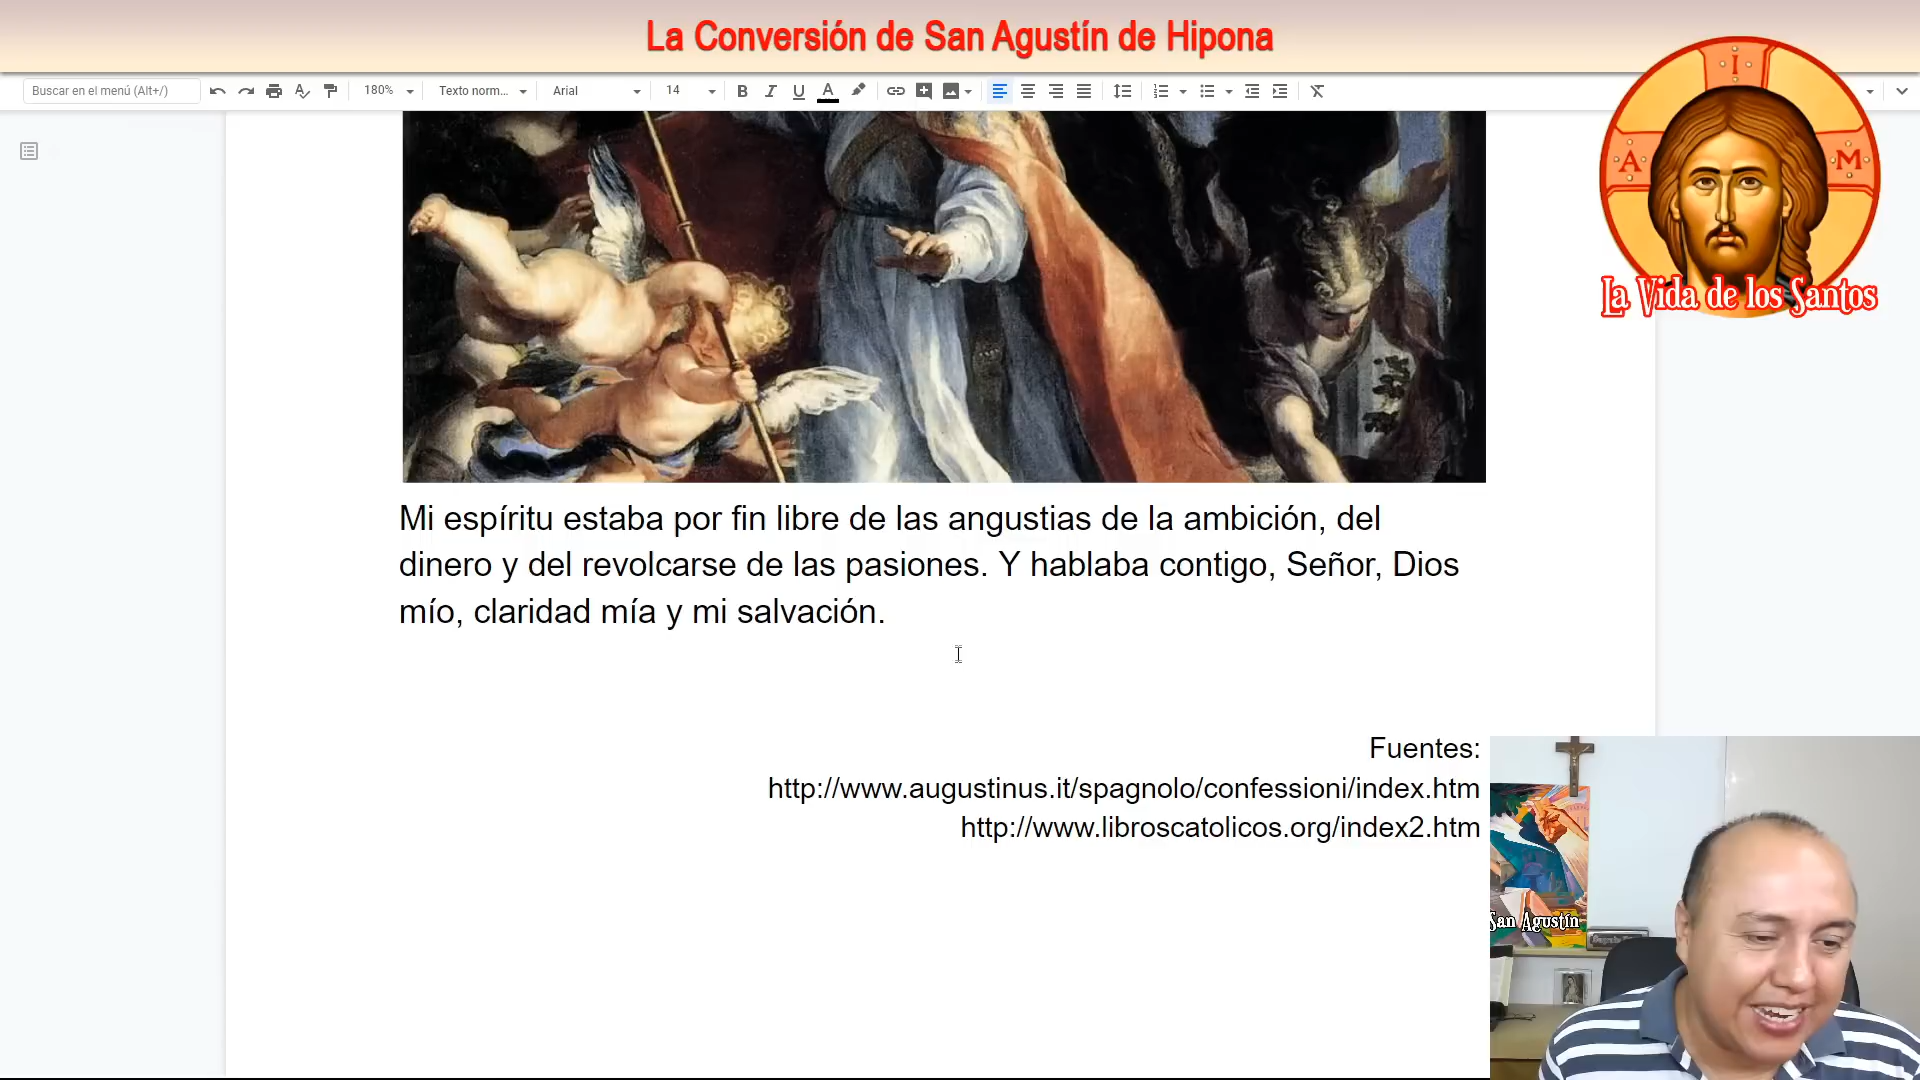 La Conversión de San Agustín de Hipona
Buscar en el menú (Alt+/)
180%
Texto norm...
Arial
14
B I U A
I
A M
La Vida de los Santos
Mi espíritu estaba por fin libre de las angustias de la ambición, del
dinero y del revolcarse de las pasiones. Y hablaba contigo, Señor, Dios
mío, claridad mía y mi salvación.
Fuentes:
http://www.augustinus.it/spagnolo/confessioni/index.htm
http://www.libroscatolicos.org/index2.htm
San Agustín